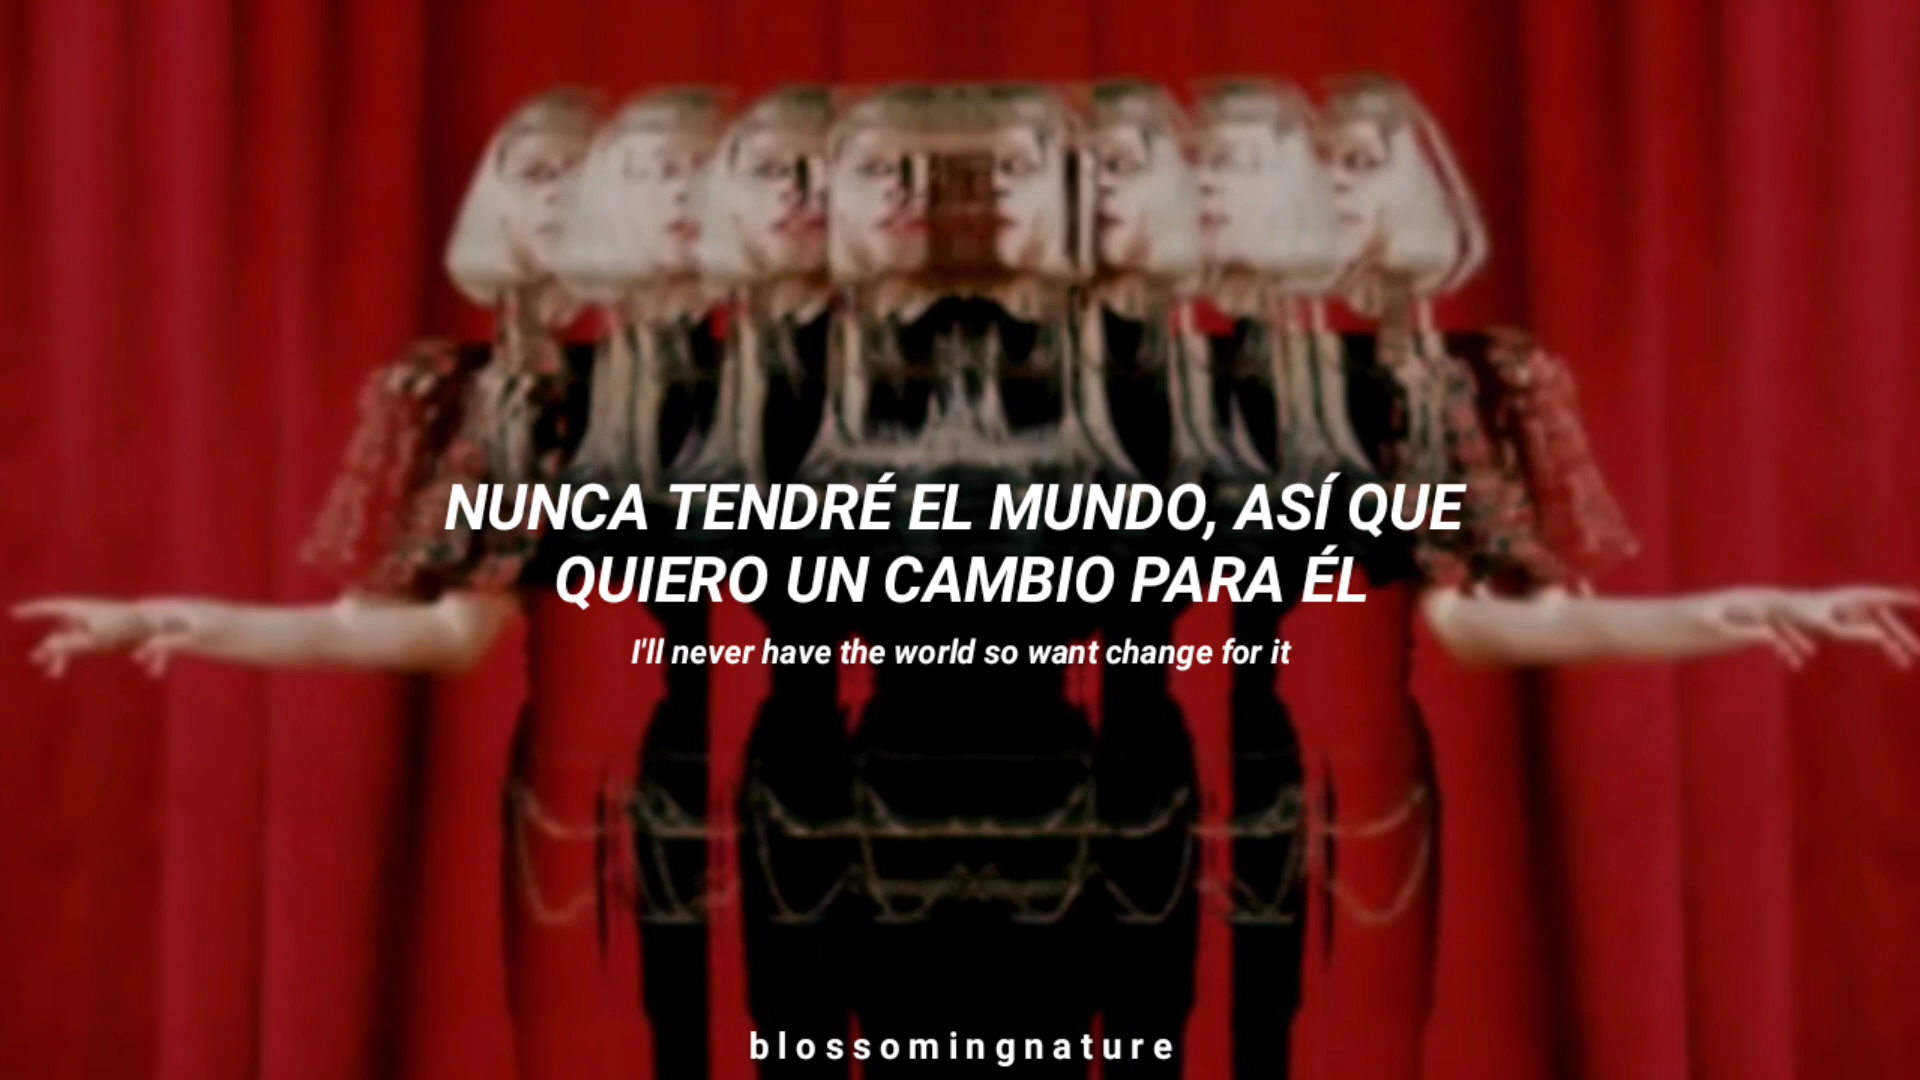 NUNCA TENDRÉ EL MUNDO, ASÍ QUE
QUIERO UN CAMBIO PARA ÉL
I'll never have the world so want change for it
blossomingnature